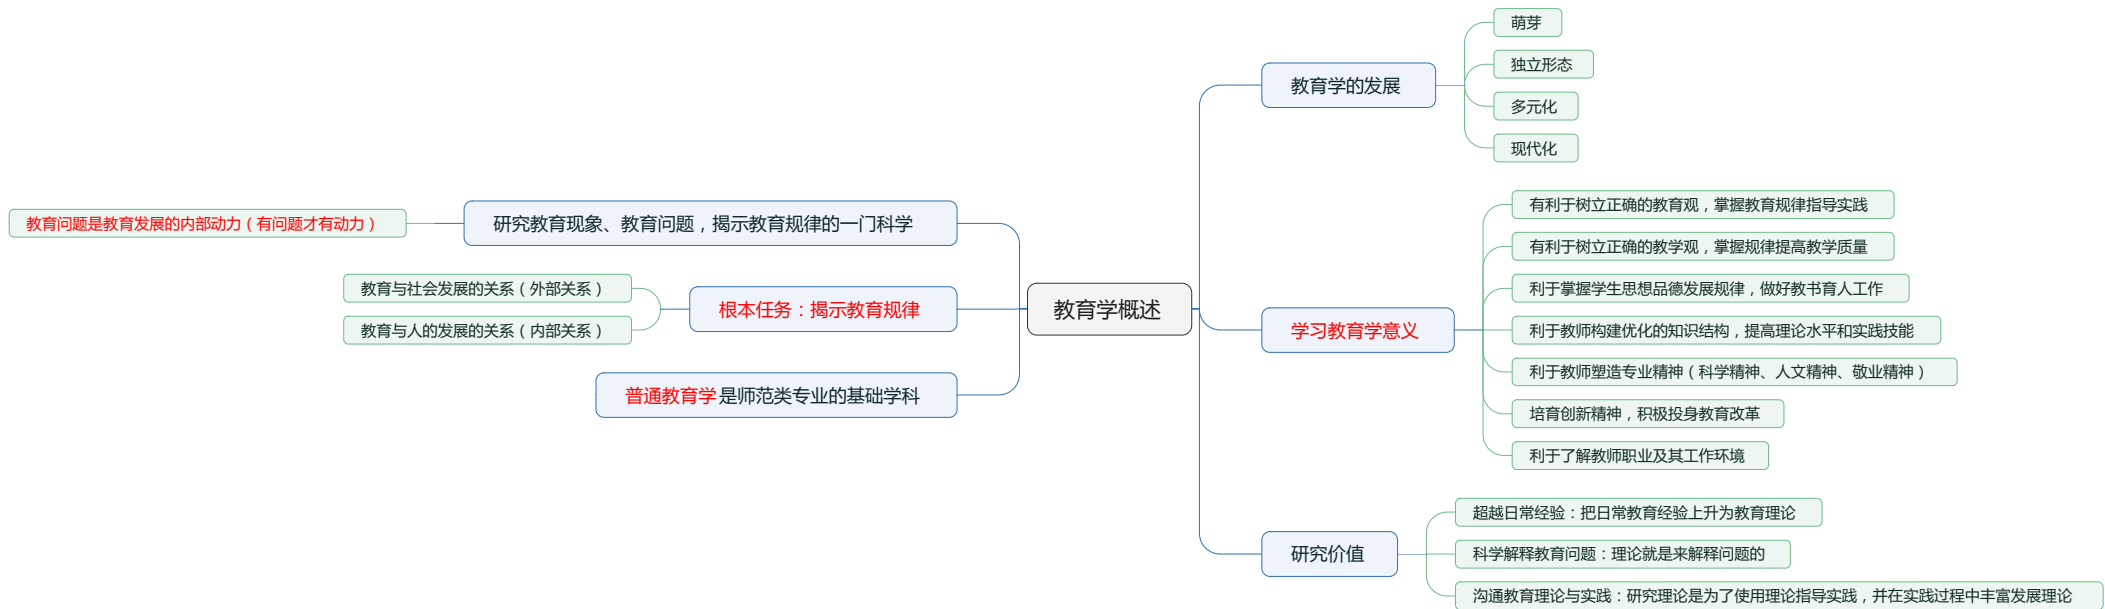 教育学概述
教育学的发展
萌芽
独立形态
多元化
现代化
学习教育学意义
有利于树立正确的教育观，掌握教育规律指导实践
有利于树立正确的教学观，掌握规律提高教学质量
利于掌握学生思想品德发展规律，做好教书育人工作
利于教师构建优化的知识结构，提高理论水平和实践技能
利于教师塑造专业精神（科学精神、人文精神、敬业精神）
培育创新精神，积极投身教育改革
利于了解教师职业及其工作环境
研究价值
超越日常经验：把日常教育经验上升为教育理论
科学解释教育问题：理论就是来解释问题的
沟通教育理论与实践：研究理论是为了使用理论指导实践，并在实践过程中丰富发展理论
研究教育现象、教育问题，揭示教育规律的一门科学
教育问题是教育发展的内部动力（有问题才有动力）
根本任务：揭示教育规律
教育与社会发展的关系（外部关系）
教育与人的发展的关系（内部关系）
普通教育学是师范类专业的基础学科